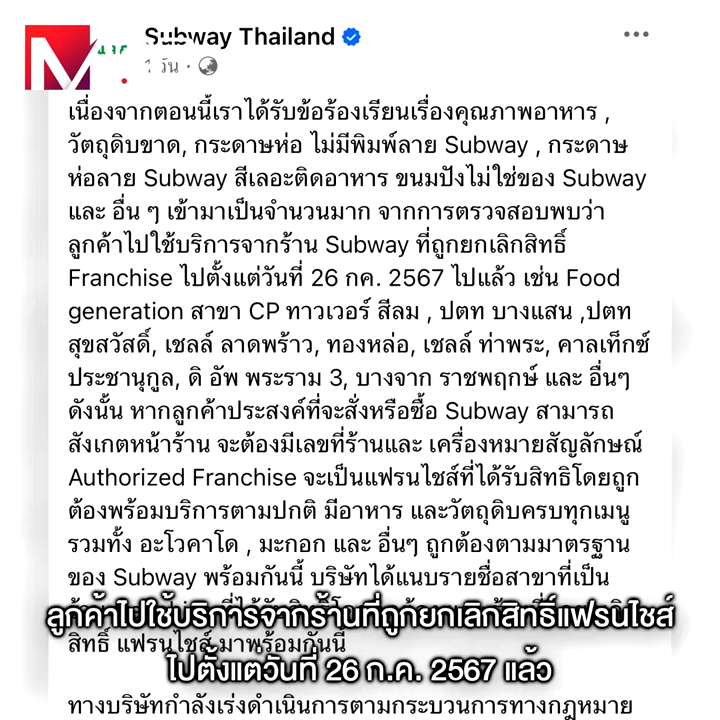 Subway Thailand
1 วัน ·
เนื่องจากตอนนี้เราได้รับข้อร้องเรียนเรื่องคุณภาพอาหาร ,
วัตถุดิบขาด, กระดาษห่อ ไม่มีพิมพ์ลาย Subway , กระดาษ
ห่อลาย Subway สีเลอะติดอาหาร ขนมปังไม่ใช่ของ Subway
และ อื่น ๆ เข้ามาเป็นจำนวนมาก จากการตรวจสอบพบว่า
ลูกค้าไปใช้บริการจากร้าน Subway ที่ถูกยกเลิกสิทธิ์
Franchise ไปตั้งแต่วันที่ 26 กค. 2567 ไปแล้ว เช่น Food
generation สาขา CP ทาวเวอร์ สีลม , ปตท บางแสน ,ปตท
สุขสวัสดิ์, เชลล์ ลาดพร้าว, ทองหล่อ, เชลล์ ท่าพระ, คาลเท็กซ์
ประชานุกูล, ดิ อัพ พระราม 3, บางจาก ราชพฤกษ์ และ อื่นๆ
ดังนั้น หากลูกค้าประสงค์ที่จะสั่งหรือซื้อ Subway สามารถ
สังเกตหน้าร้าน จะต้องมีเลขที่ร้านและ เครื่องหมายสัญลักษณ์
Authorized Franchise จะเป็นแฟรนไชส์ที่ได้รับสิทธิโดยถูก
ต้องพร้อมบริการตามปกติ มีอาหาร และวัตถุดิบครบทุกเมนู
รวมทั้ง อะโวคาโด , มะกอก และ อื่นๆ ถูกต้องตามมาตรฐาน
ของ Subway พร้อมกันนี้ บริษัทได้แนบรายชื่อสาขาที่เป็น
ลูกค้าไปใช้บริการจากร้านที่ถูกยกเลิกสิทธิ์แฟรนไชส์
สิทธิ์ แฟรนไชส์ มาพร้อมกันนี้
ไปตั้งแต่วันที่ 26 ก.ค. 2567 แล้ว
ทางบริษัทกำลังเร่งดำเนินการตามกระบวนการทางกฎหมาย